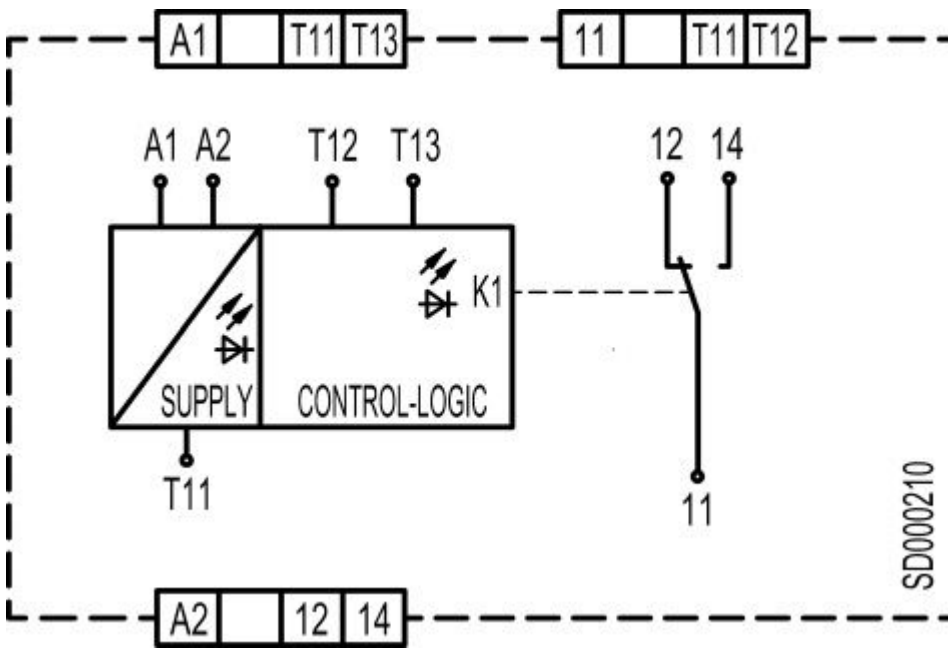 A1 T11 T13
11 T11 T12
A1 A2 T12 T13
12 14
K1
SUPPLY CONTROL-LOGIC
T11
11
SD000210
A2 12 14